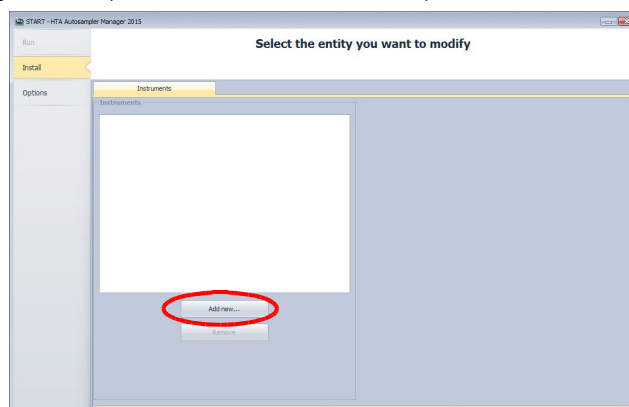 START - HTA Autosampler Manager 2015
Run
Select the entity you want to modify
Install
Options
Instruments
Instruments
Add new...
Remove